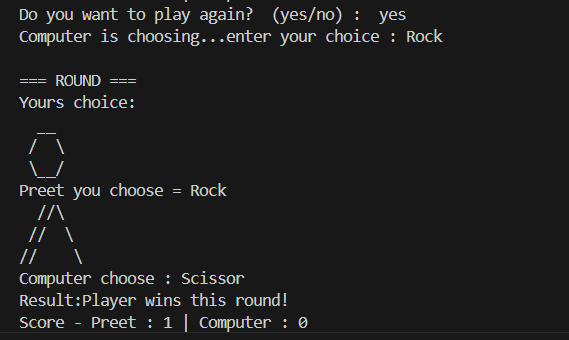 Do you want to play again?  (yes/no) :  yes
Computer is choosing...enter your choice : Rock
=== ROUND ===
Yours choice:
  __
 /  \
 \__/
Preet you choose = Rock
  //\
 //  \
//    \
Computer choose : Scissor
Result:Player wins this round!
Score - Preet : 1 | Computer : 0